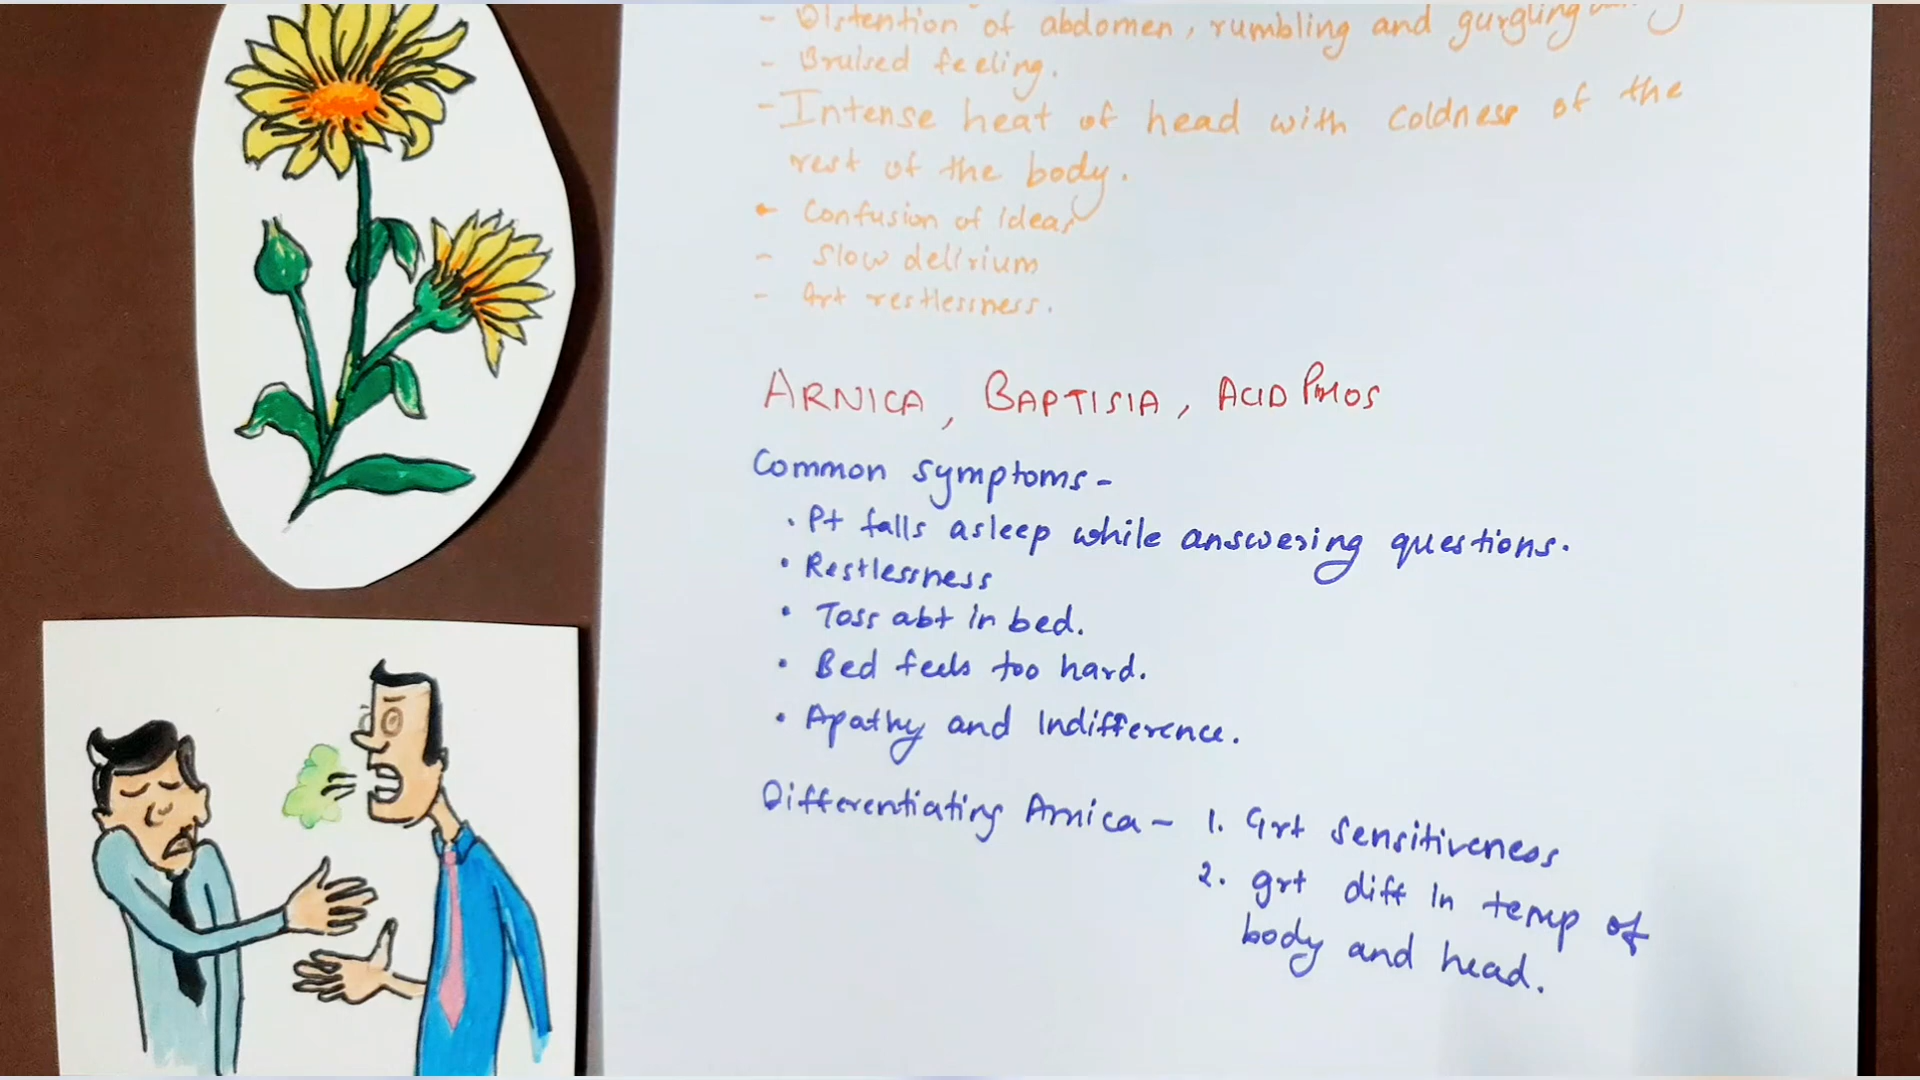 - Distention of abdomen, rumbling and gurgling
- Bruised feeling.
- Intense heat of head with coldness of the
rest of the body.
- Confusion of ideas
- Slow delirium
- Grt restlessness.
ARNICA, BAPTISIA, ACID PHOS
Common symptoms -
• Pt falls asleep while answering questions.
• Restlessness
• Toss abt in bed.
• Bed feels too hard.
• Apathy and Indifference.
Differentiating Arnica - 1. Grt sensitiveness
2. grt diff in temp of
body and head.